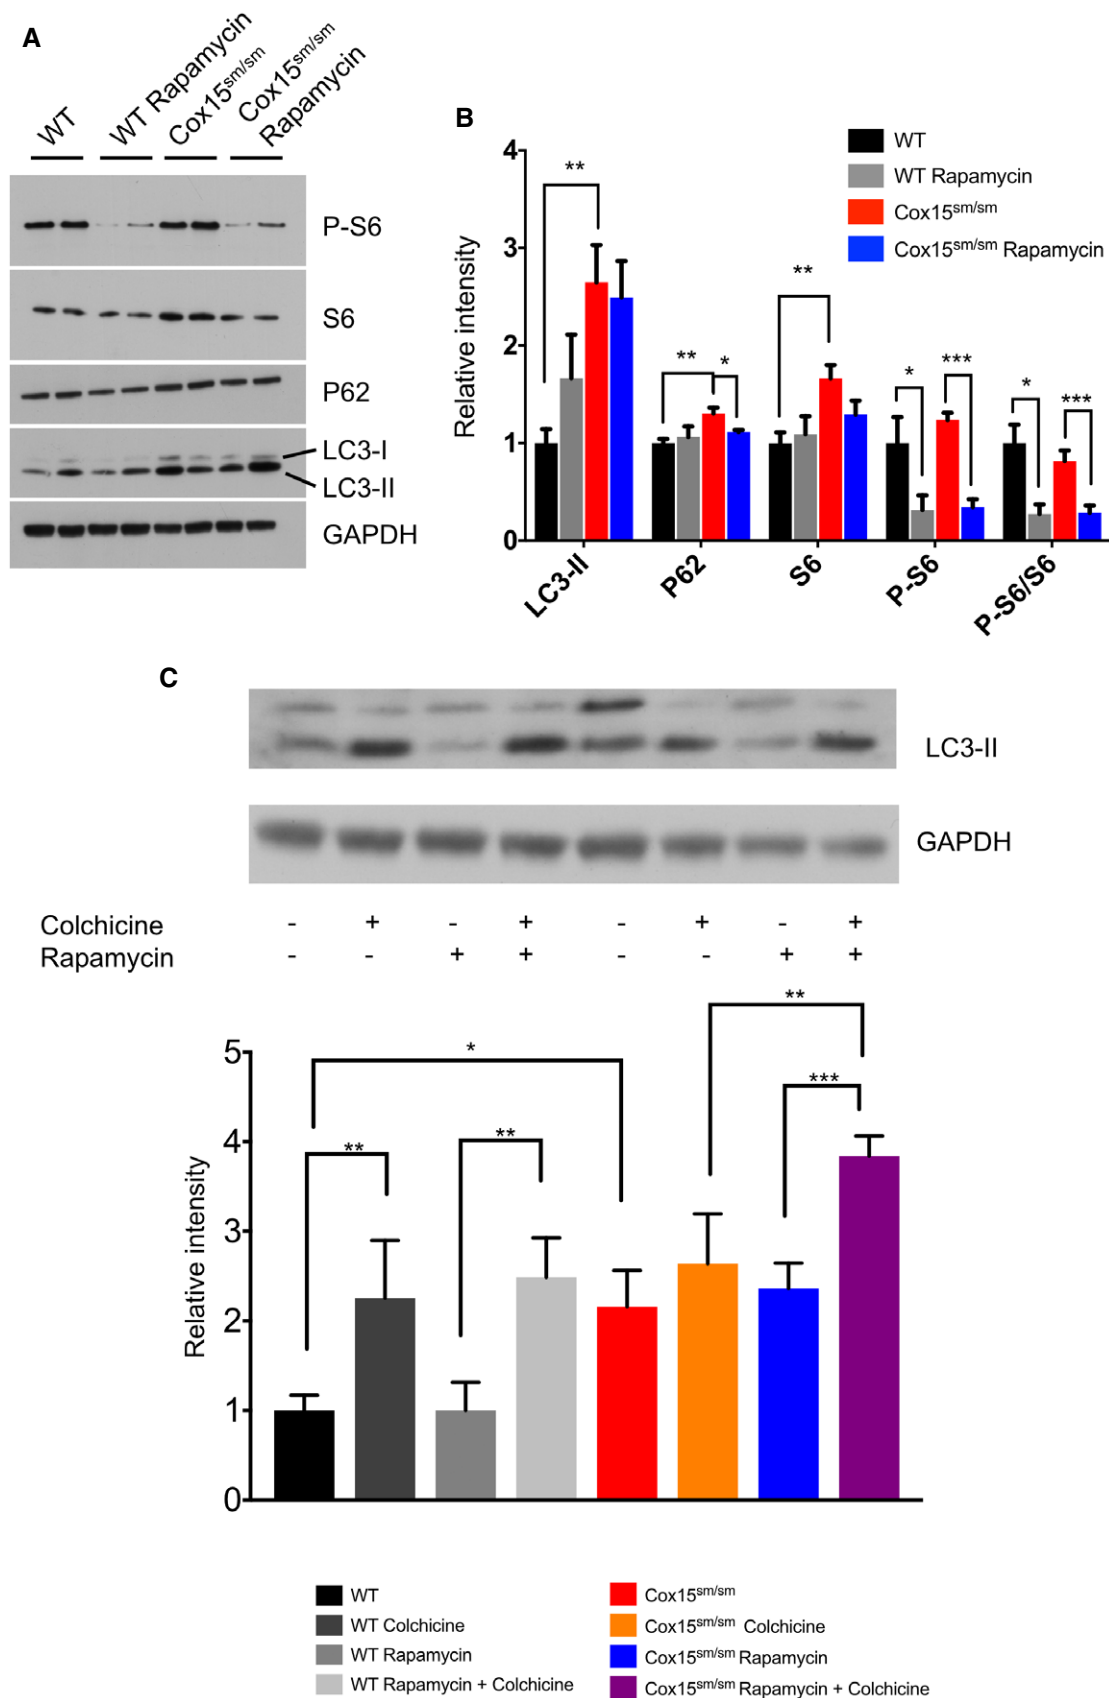 A
WT
WT Rapamycin
Cox15sm/sm
Cox15sm/sm
Rapamycin
P-S6
S6
P62
LC3-I
LC3-II
GAPDH
B
WT
WT Rapamycin
Cox15sm/sm
Cox15sm/sm Rapamycin
Relative intensity
4
3
2
1
0
**
** *
**
* ***
* ***
LC3-II
P62
S6
P-S6
P-S6/S6
C
LC3-II
GAPDH
Colchicine - + - + - + - +
Rapamycin - - + + - - + +
Relative intensity
5
4
3
2
1
0
**
*
***
** **
WT
WT Colchicine
WT Rapamycin
WT Rapamycin + Colchicine
Cox15sm/sm
Cox15sm/sm Colchicine
Cox15sm/sm Rapamycin
Cox15sm/sm Rapamycin + Colchicine